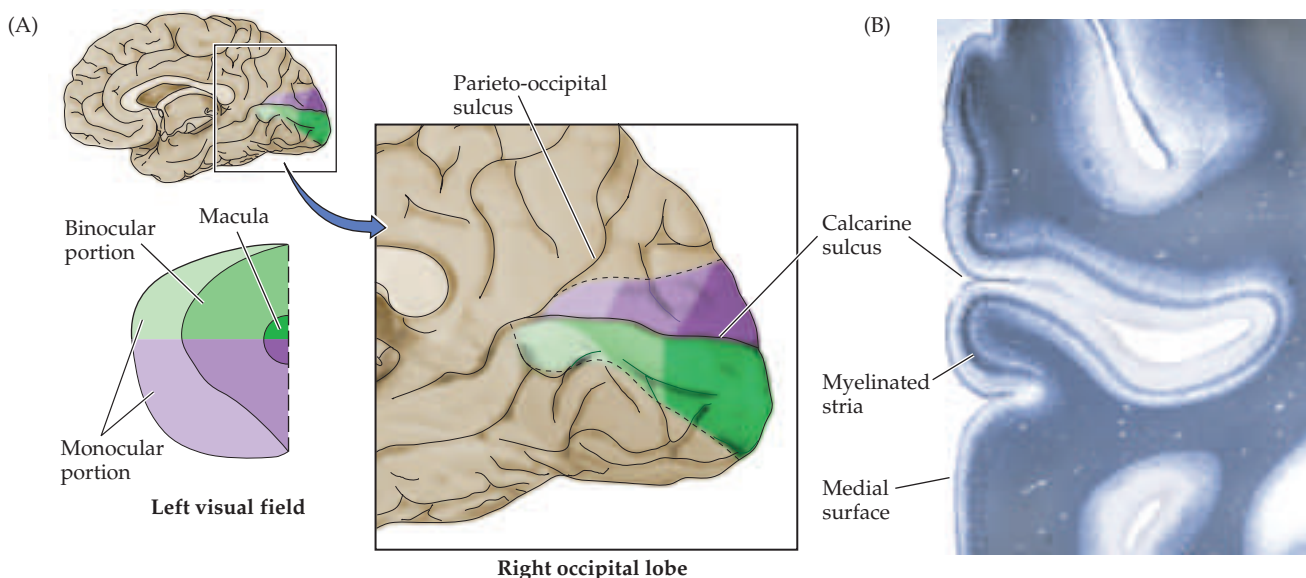 (A)
Parieto-occipital
sulcus
Binocular
portion
Macula
Monocular
portion
Left visual field
Right occipital lobe
(B)
Calcarine
sulcus
Myelinated
stria
Medial
surface